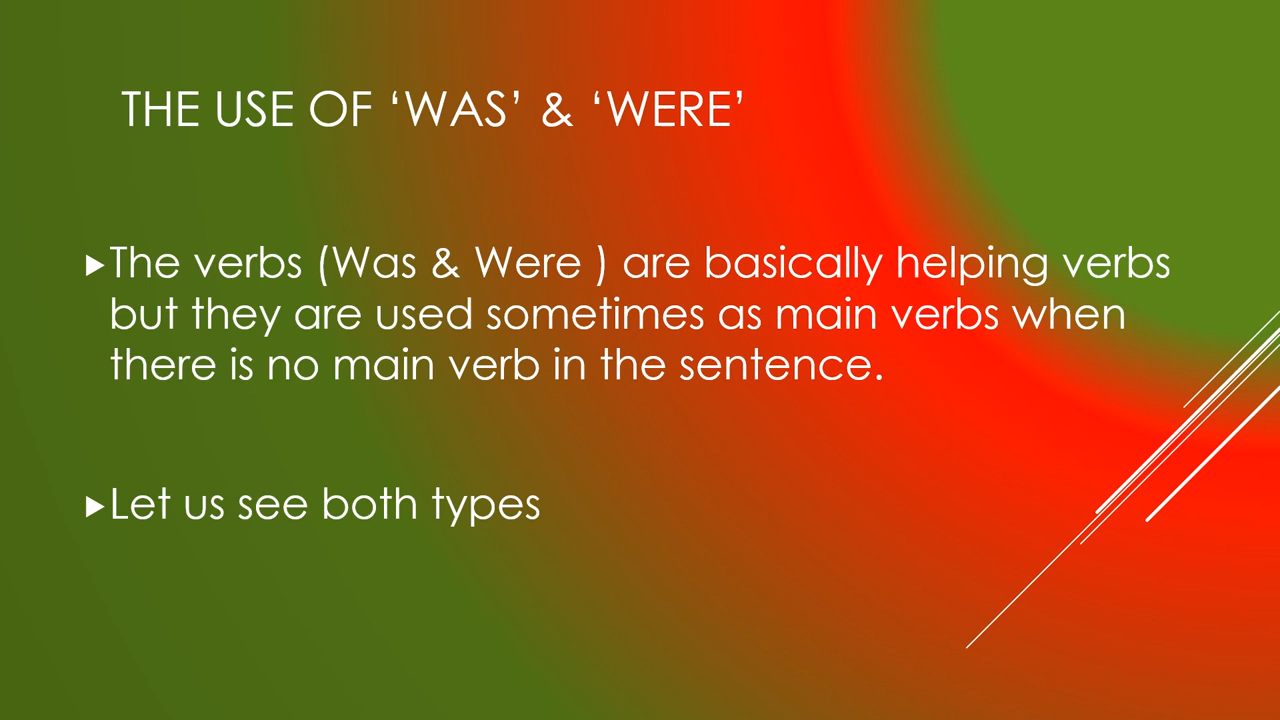 THE USE OF ‘WAS’ & ‘WERE’
The verbs (Was & Were ) are basically helping verbs
but they are used sometimes as main verbs when
there is no main verb in the sentence.
Let us see both types